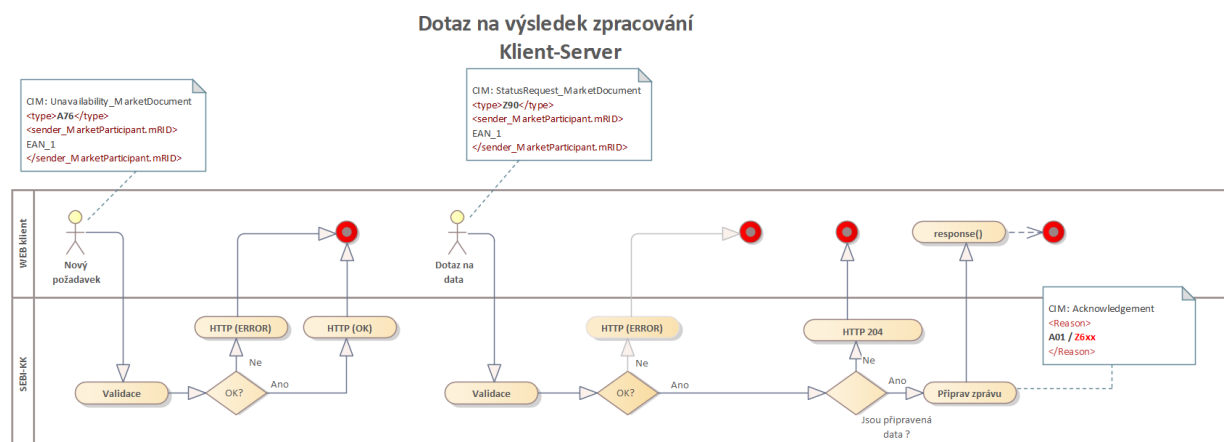 Dotaz na výsledek zpracování
Klient-Server
CIM: Unavailability_MarketDocument
<type>A76</type>
<sender_MarketParticipant.mRID>
EAN_1
</sender_MarketParticipant.mRID>
CIM: StatusRequest_MarketDocument
<type>Z90</type>
<sender_MarketParticipant.mRID>
EAN_1
</sender_MarketParticipant.mRID>
WEB klient
Nový
požadavek
Dotaz na
data
response()
SEBI-KK
HTTP (ERROR)
HTTP (OK)
HTTP (ERROR)
HTTP 204
CIM: Acknowledgement
<Reason>
A01 / Z6xx
</Reason>
Ne
Ne
Ne
Validace
OK?
Ano
Validace
OK?
Ano
Ano
Připrav zprávu
Jsou připravená
data ?